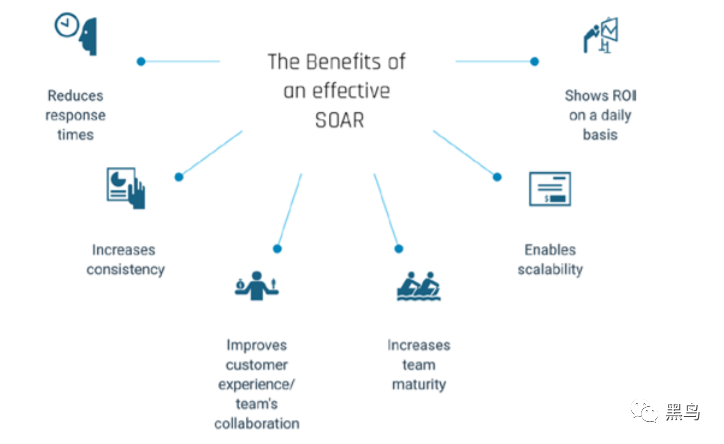 The Benefits of
an effective
SOAR
Reduces
response
times
Shows ROI
on a daily
basis
Increases
consistency
Enables
scalability
Improves
customer
experience/
team's
collaboration
Increases
team
maturity
$
黑鸟